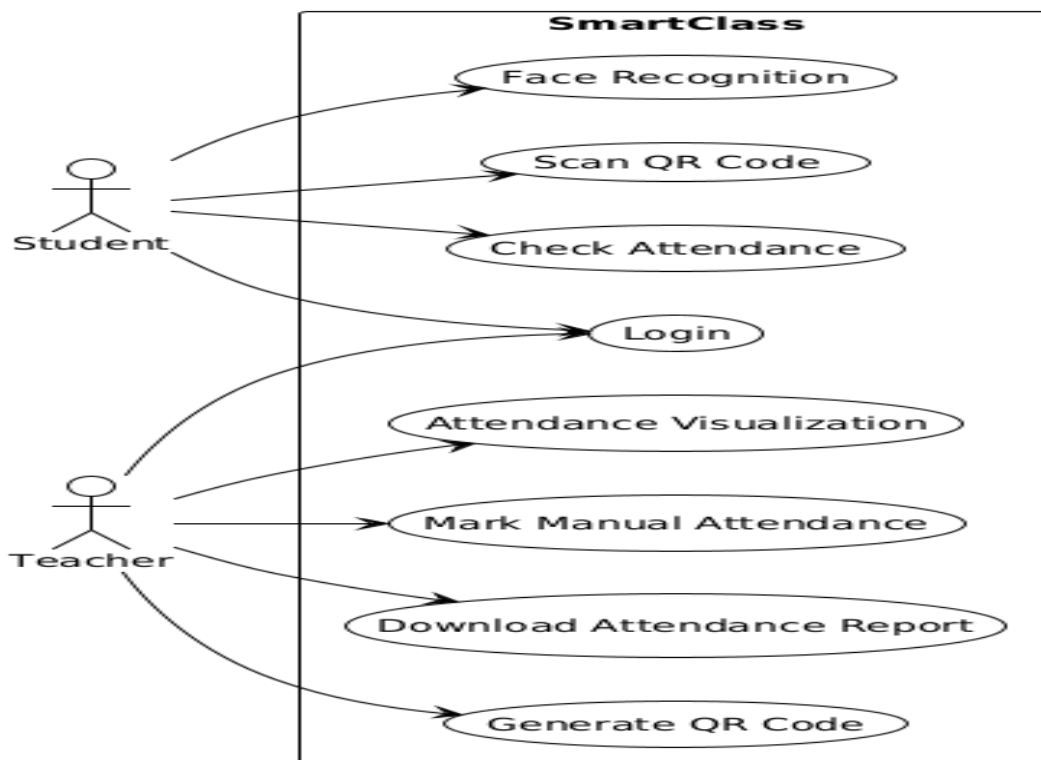 SmartClass
Face Recognition
Scan QR Code
Student
Check Attendance
Login
Attendance Visualization
Mark Manual Attendance
Teacher
Download Attendance Report
Generate QR Code